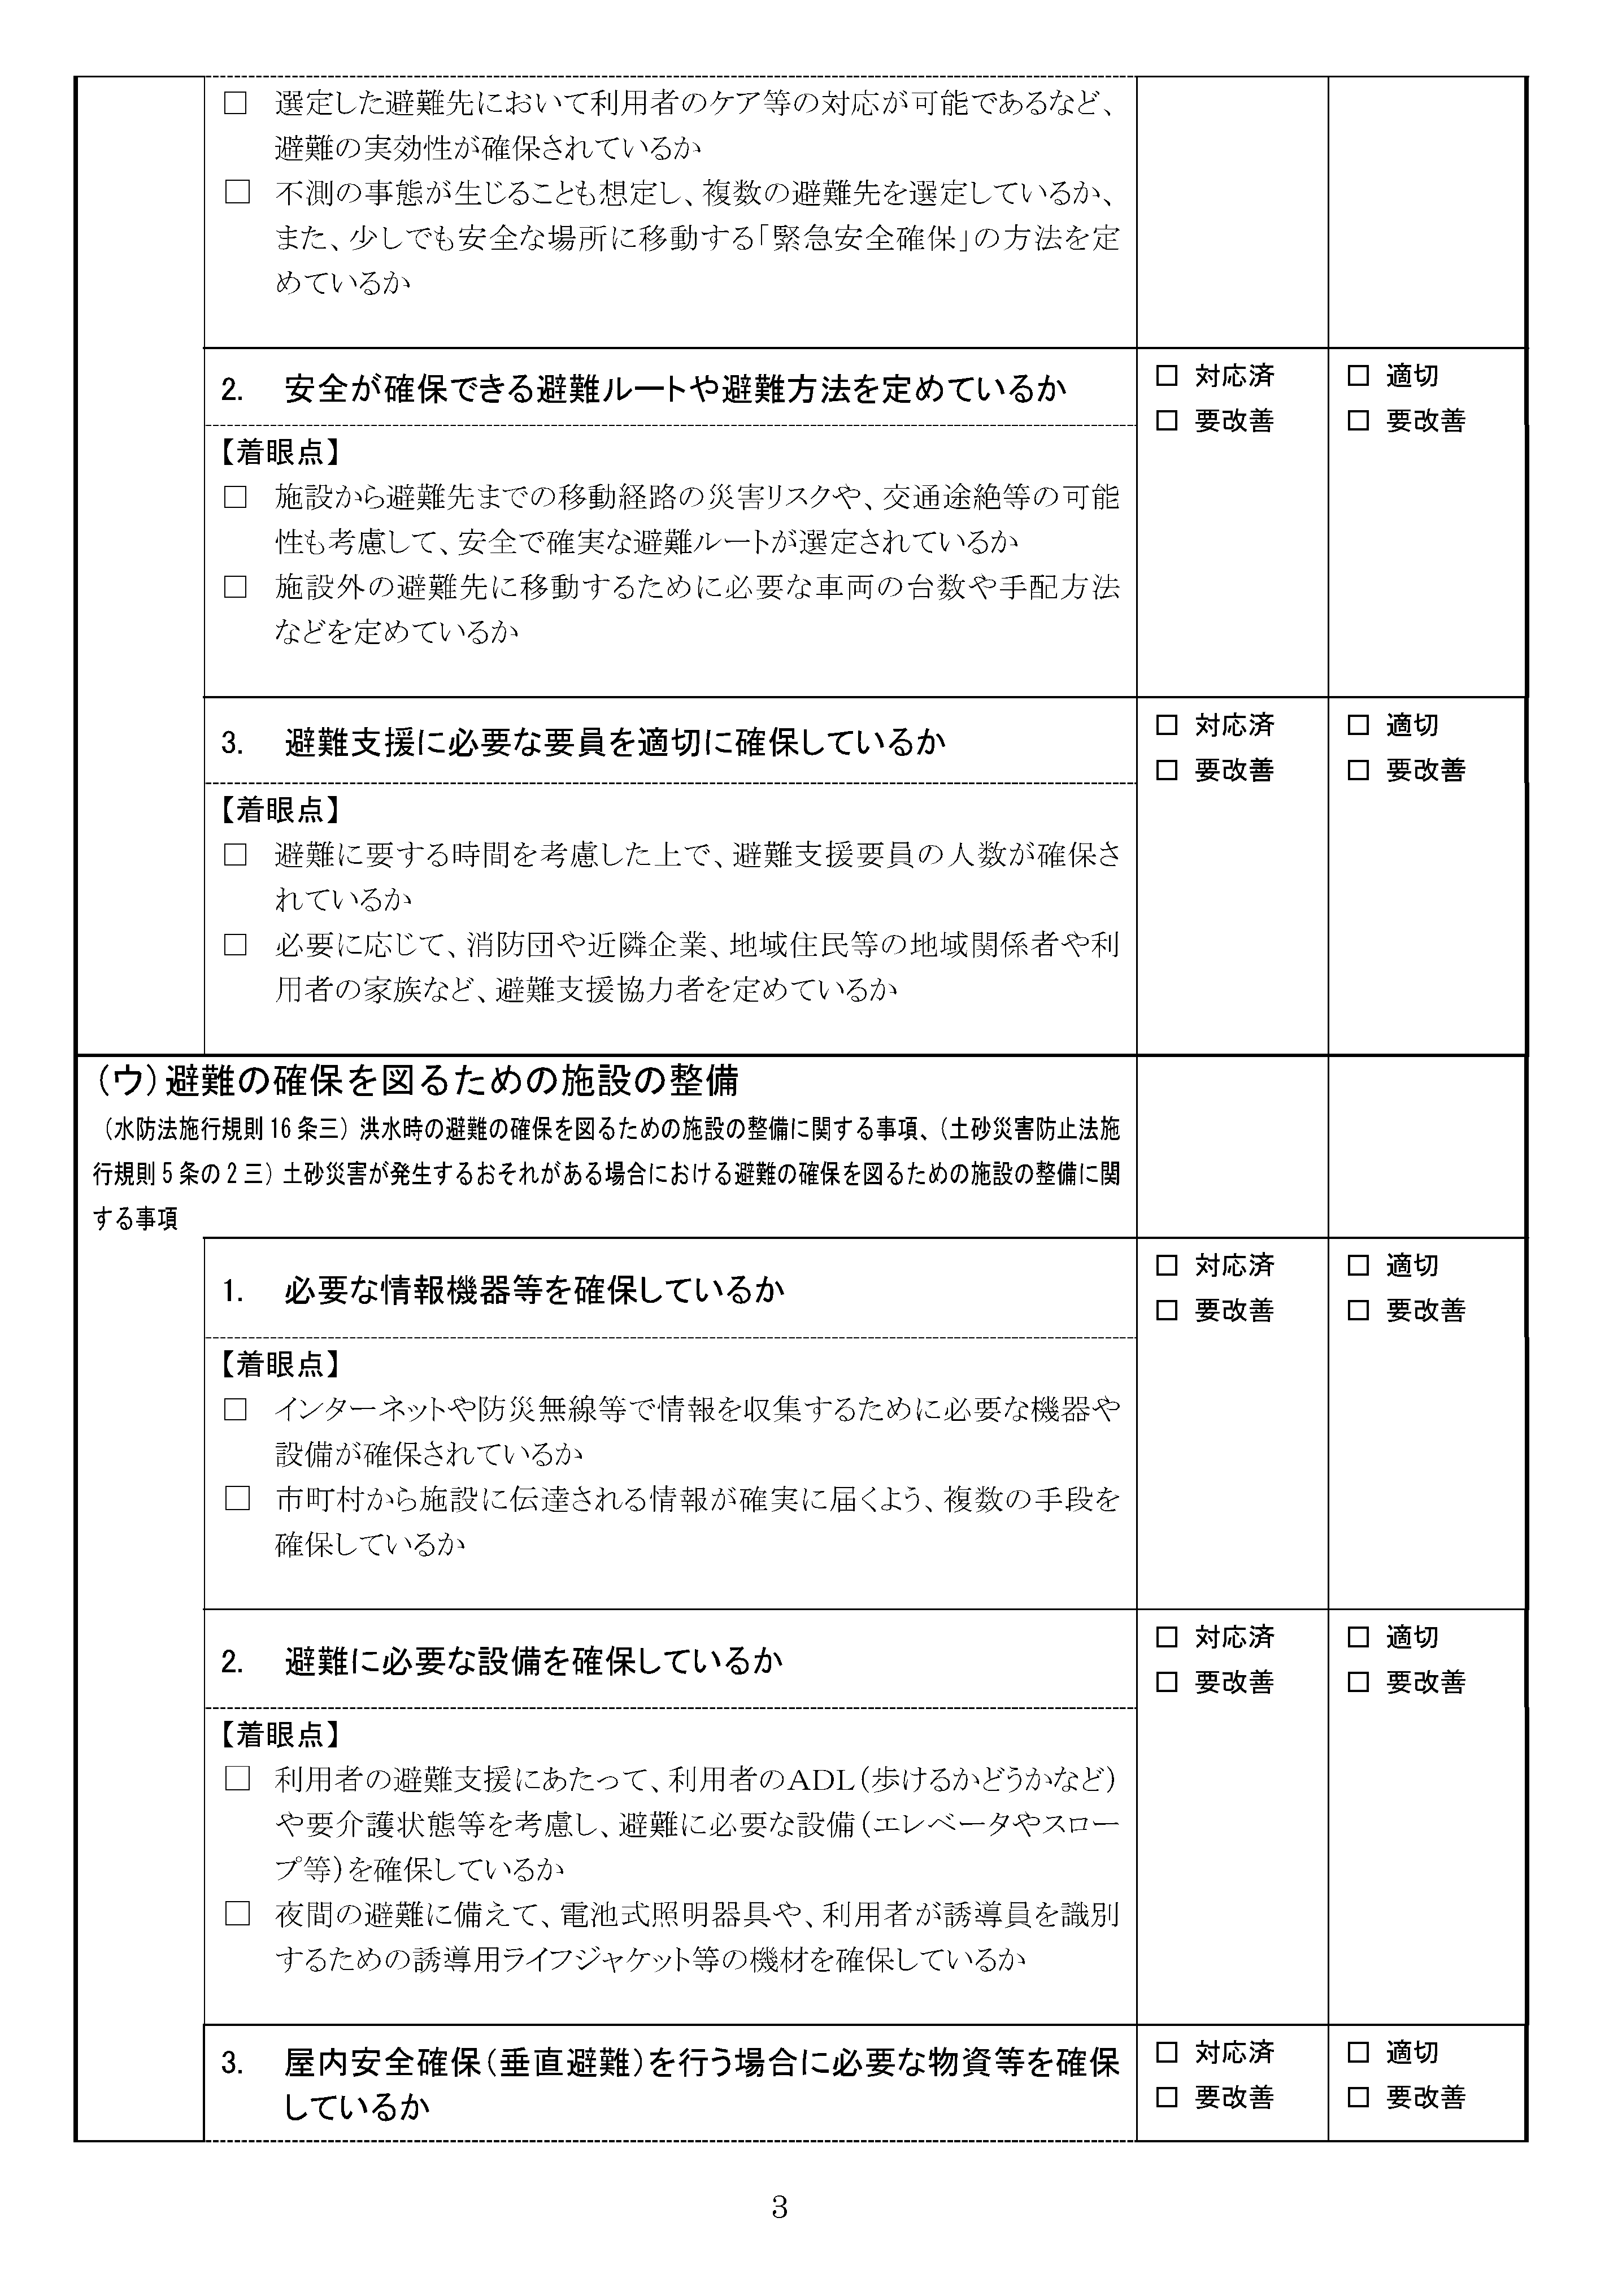 □ 選定した避難先において利用者のケア等の対応が可能であるなど、
避難の実効性が確保されているか
□ 不測の事態が生じることも想定し、複数の避難先を選定しているか、
また、少しでも安全な場所に移動する「緊急安全確保」の方法を定
めているか
2. 安全が確保できる避難ルートや避難方法を定めているか
□ 対応済 □ 適切
□ 要改善 □ 要改善
【着眼点】
□ 施設から避難先までの移動経路の災害リスクや、交通途絶等の可能
性も考慮して、安全で確実な避難ルートが選定されているか
□ 施設外の避難先に移動するために必要な車両の台数や手配方法
などを定めているか
3. 避難支援に必要な要員を適切に確保しているか
□ 対応済 □ 適切
□ 要改善 □ 要改善
【着眼点】
□ 避難に要する時間を考慮した上で、避難支援要員の人数が確保さ
れているか
□ 必要に応じて、消防団や近隣企業、地域住民等の地域関係者や利
用者の家族など、避難支援協力者を定めているか
（ウ）避難の確保を図るための施設の整備
（水防法施行規則16条三）洪水時の避難の確保を図るための施設の整備に関する事項、（土砂災害防止法施
行規則5条の2三）土砂災害が発生するおそれがある場合における避難の確保を図るための施設の整備に関
する事項
1. 必要な情報機器等を確保しているか
□ 対応済 □ 適切
□ 要改善 □ 要改善
【着眼点】
□ インターネットや防災無線等で情報を収集するために必要な機器や
設備が確保されているか
□ 市町村から施設に伝達される情報が確実に届くよう、複数の手段を
確保しているか
2. 避難に必要な設備を確保しているか
□ 対応済 □ 適切
□ 要改善 □ 要改善
【着眼点】
□ 利用者の避難支援にあたって、利用者のADL（歩けるかどうかなど）
や要介護状態等を考慮し、避難に必要な設備（エレベータやスロー
プ等）を確保しているか
□ 夜間の避難に備えて、電池式照明器具や、利用者が誘導員を識別
するための誘導用ライフジャケット等の機材を確保しているか
3. 屋内安全確保（垂直避難）を行う場合に必要な物資等を確保
しているか
□ 対応済 □ 適切
□ 要改善 □ 要改善
3